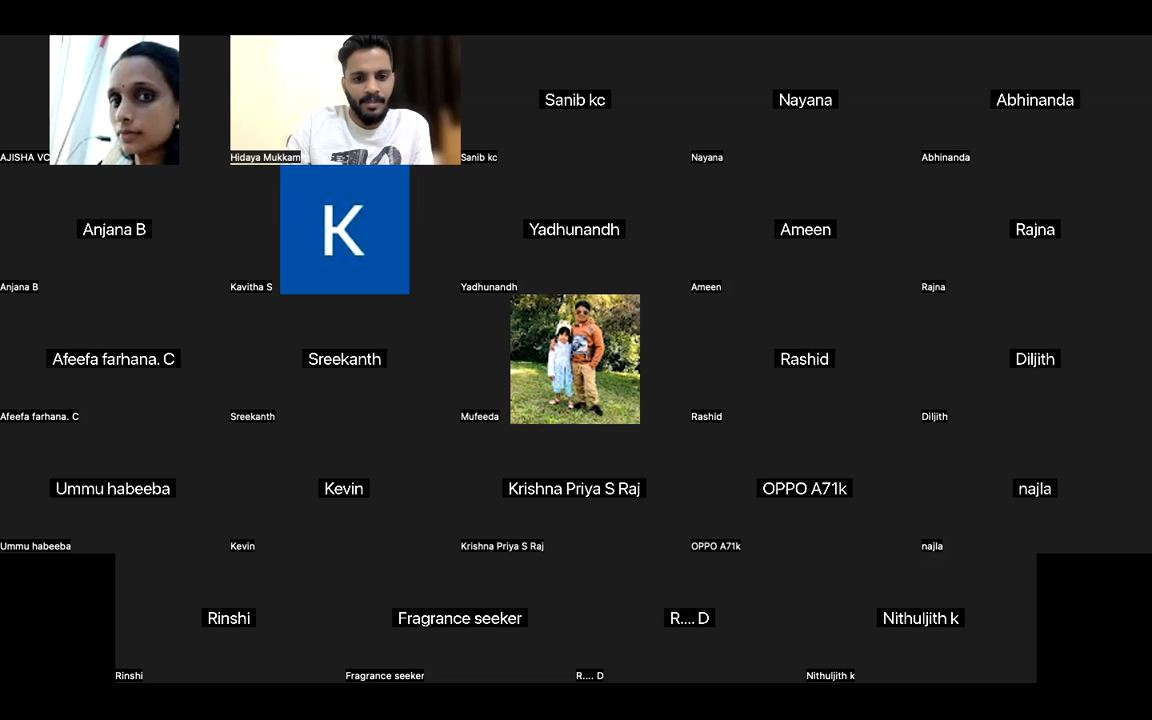 AJISHA VC
Hidaya Mukkam
Sanib kc
Sanib kc
Nayana
Nayana
Abhinanda
Abhinanda
Anjana B
Anjana B
K
Kavitha S
Yadhunandh
Yadhunandh
Ameen
Ameen
Rajna
Rajna
Afeefa farhana. C
Afeefa farhana. C
Sreekanth
Sreekanth
Mufeeda
Rashid
Rashid
Diljith
Diljith
Ummu habeeba
Ummu habeeba
Kevin
Kevin
Krishna Priya S Raj
Krishna Priya S Raj
OPPO A71k
OPPO A71k
najla
najla
Rinshi
Rinshi
Fragrance seeker
Fragrance seeker
R.... D
R.... D
Nithuljith k
Nithuljith k